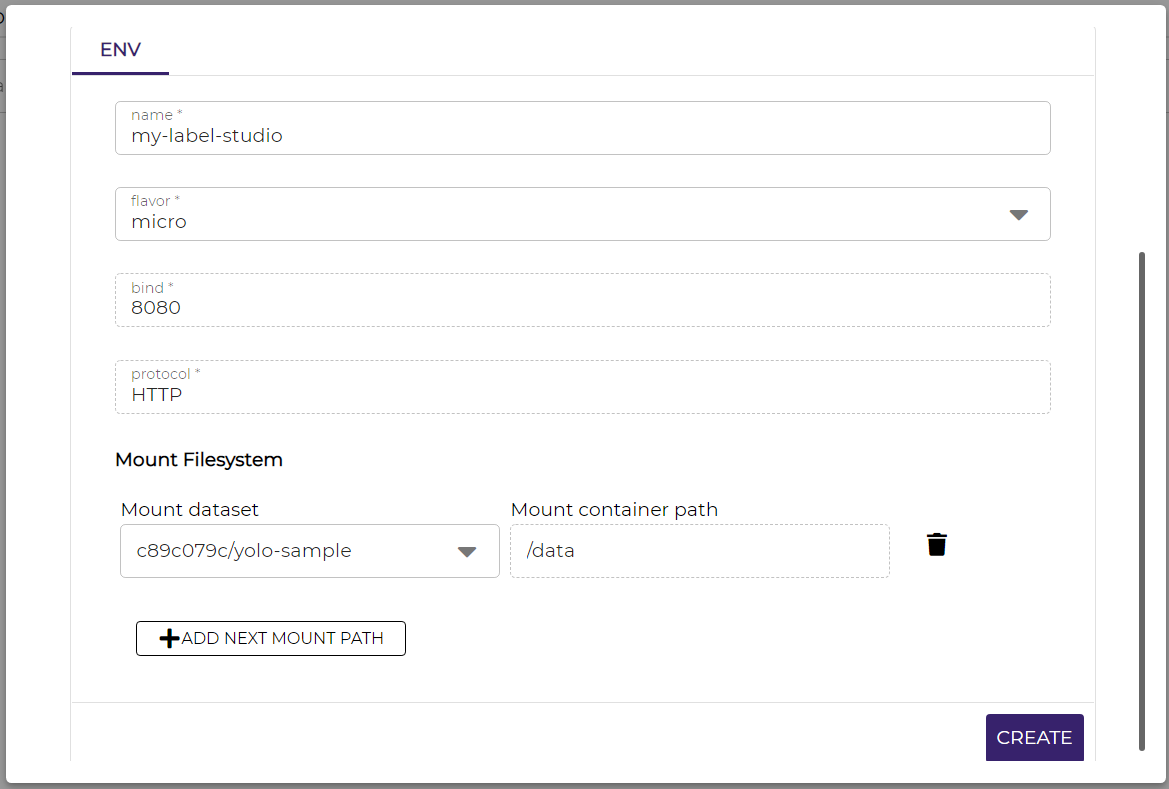 ENV
name *
my-label-studio
flavor *
micro
bind *
8080
protocol *
HTTP
Mount Filesystem
Mount dataset
Mount container path
c89c079c/yolo-sample
/data
ADD NEXT MOUNT PATH
CREATE